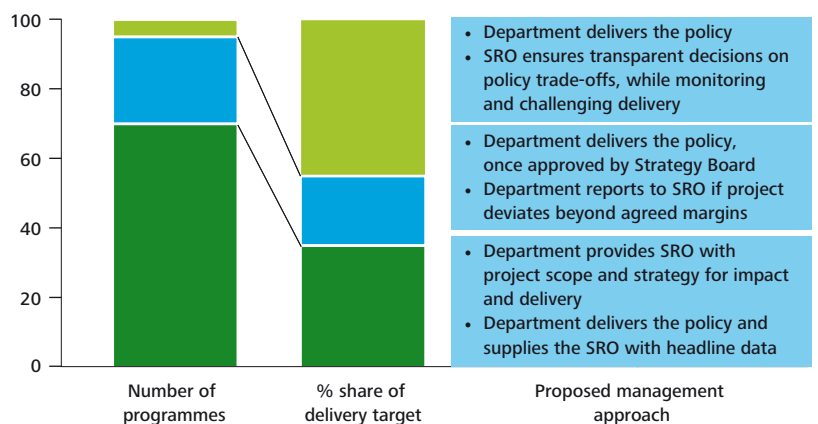 100
80
60
40
20
0
Number of
programmes
% share of
delivery target
• Department delivers the policy
• SRO ensures transparent decisions on
policy trade-offs, while monitoring
and challenging delivery
• Department delivers the policy,
once approved by Strategy Board
• Department reports to SRO if project
deviates beyond agreed margins
• Department provides SRO with
project scope and strategy for impact
and delivery
• Department delivers the policy and
supplies the SRO with headline data
Proposed management
approach